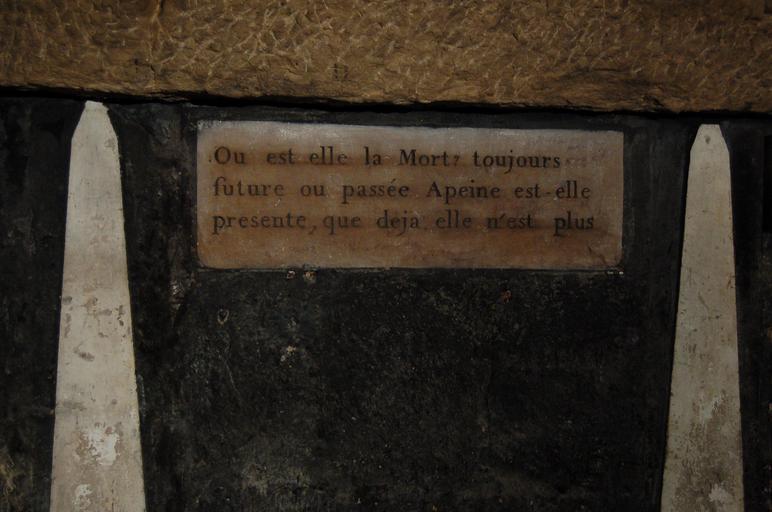 Ou est elle la Mort? toujours
future ou passée Apeine est-elle
presente, que deja elle n'est plus